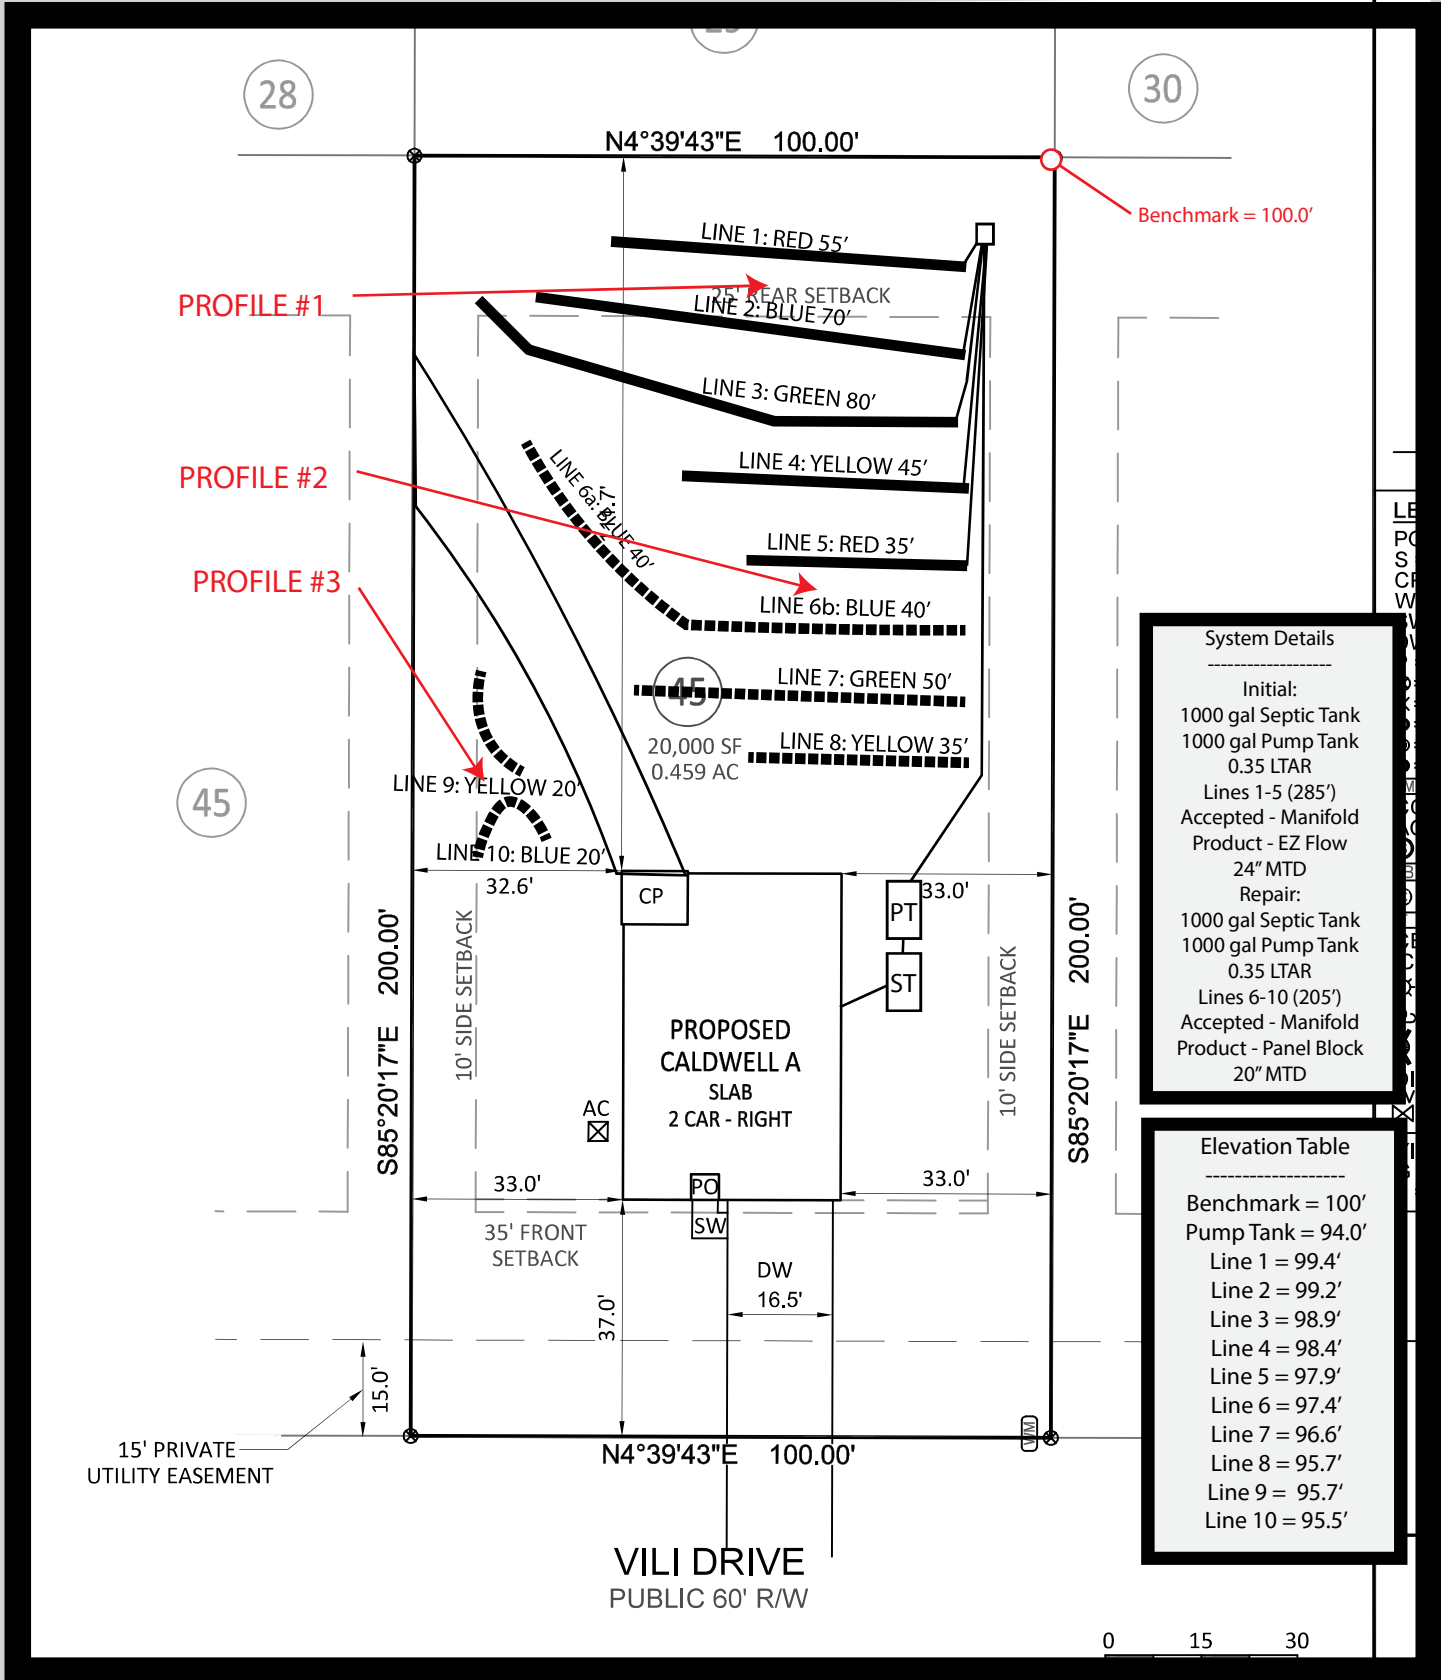 28
30
N4°39'43"E 100.00'
Benchmark = 100.0'
LINE 1: RED 55'
PROFILE #1
25' REAR SETBACK
LINE 2: BLUE 70'
LINE 3: GREEN 80'
LINE 4: YELLOW 45'
PROFILE #2
LINE 6a: BLUE 40'
LINE 5: RED 35'
PROFILE #3
LINE 6b: BLUE 40'
LINE 7: GREEN 50'
45
20,000 SF
0.459 AC
LINE 8: YELLOW 35'
LINE 9: YELLOW 20'
45
LINE 10: BLUE 20'
32.6'
CP
33.0'
PT
ST
S85°20'17"E 200.00'
10' SIDE SETBACK
PROPOSED
CALDWELL A
SLAB
2 CAR - RIGHT
10' SIDE SETBACK
S85°20'17"E 200.00'
AC
33.0'
PO
SW
33.0'
35' FRONT
SETBACK
DW
16.5'
37.0'
15.0'
15' PRIVATE
UTILITY EASEMENT
WM
N4°39'43"E 100.00'
VILI DRIVE
PUBLIC 60' R/W
0 15 30
System Details
-------------------
Initial:
1000 gal Septic Tank
1000 gal Pump Tank
0.35 LTAR
Lines 1-5 (285')
Accepted - Manifold
Product - EZ Flow
24" MTD
Repair:
1000 gal Septic Tank
1000 gal Pump Tank
0.35 LTAR
Lines 6-10 (205')
Accepted - Manifold
Product - Panel Block
20" MTD
Elevation Table
-------------------
Benchmark = 100'
Pump Tank = 94.0'
Line 1 = 99.4'
Line 2 = 99.2'
Line 3 = 98.9'
Line 4 = 98.4'
Line 5 = 97.9'
Line 6 = 97.4'
Line 7 = 96.6'
Line 8 = 95.7'
Line 9 = 95.7'
Line 10 = 95.5'